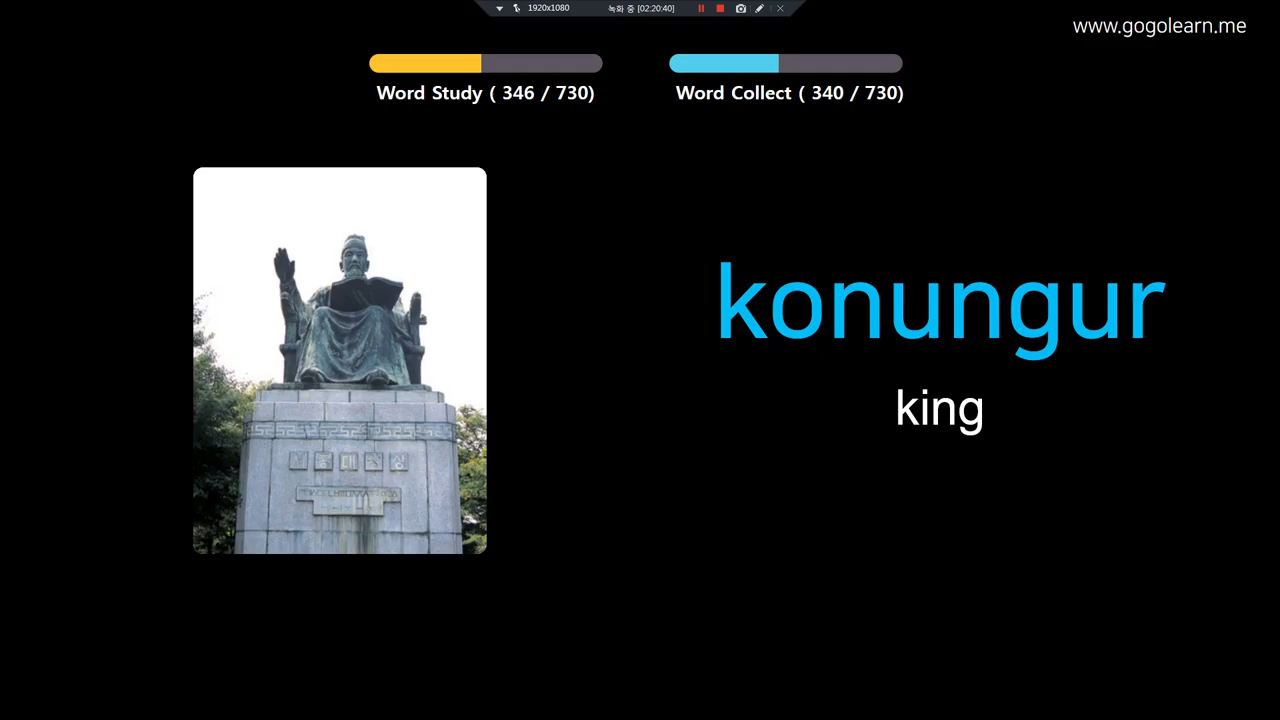 1920x1080 녹화 중 [02:20:40]
www.gogolearn.me
Word Study ( 346 / 730)
Word Collect ( 340 / 730)
konungur
king